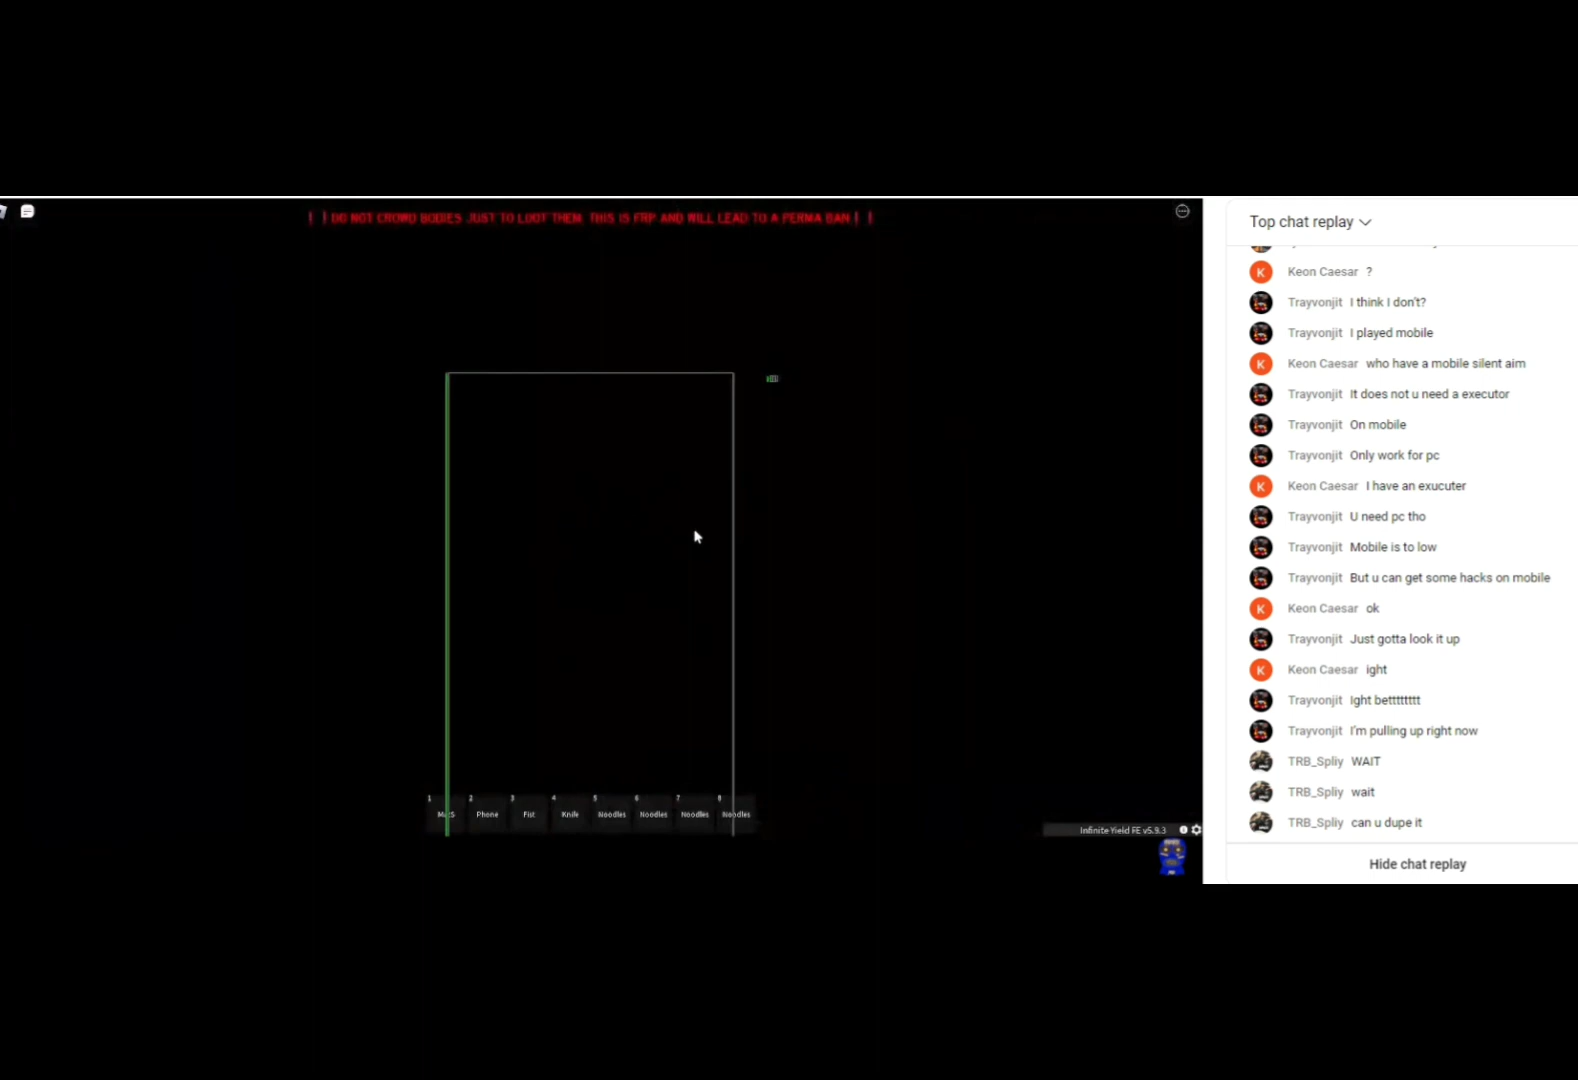 ! ! DO NOT CROWD BODIES JUST TO LOOT THEM. THIS IS FRP AND WILL LEAD TO A PERMA BAN ! !
Top chat replay
Keon Caesar ?
Trayvonjit I think I don't?
Trayvonjit I played mobile
Keon Caesar who have a mobile silent aim
Trayvonjit It does not u need a executor
Trayvonjit On mobile
Trayvonjit Only work for pc
Keon Caesar I have an exucuter
Trayvonjit U need pc tho
Trayvonjit Mobile is to low
Trayvonjit But u can get some hacks on mobile
Keon Caesar ok
Trayvonjit Just gotta look it up
Keon Caesar ight
Trayvonjit Ight betttttttt
Trayvonjit I'm pulling up right now
TRB_Spliy WAIT
TRB_Spliy wait
TRB_Spliy can u dupe it
Hide chat replay
1 2 3 4 5 6 7 8
Phone Fist Knife Noodles Noodles Noodles Noodles
Infinite Yield FE v5.9.3